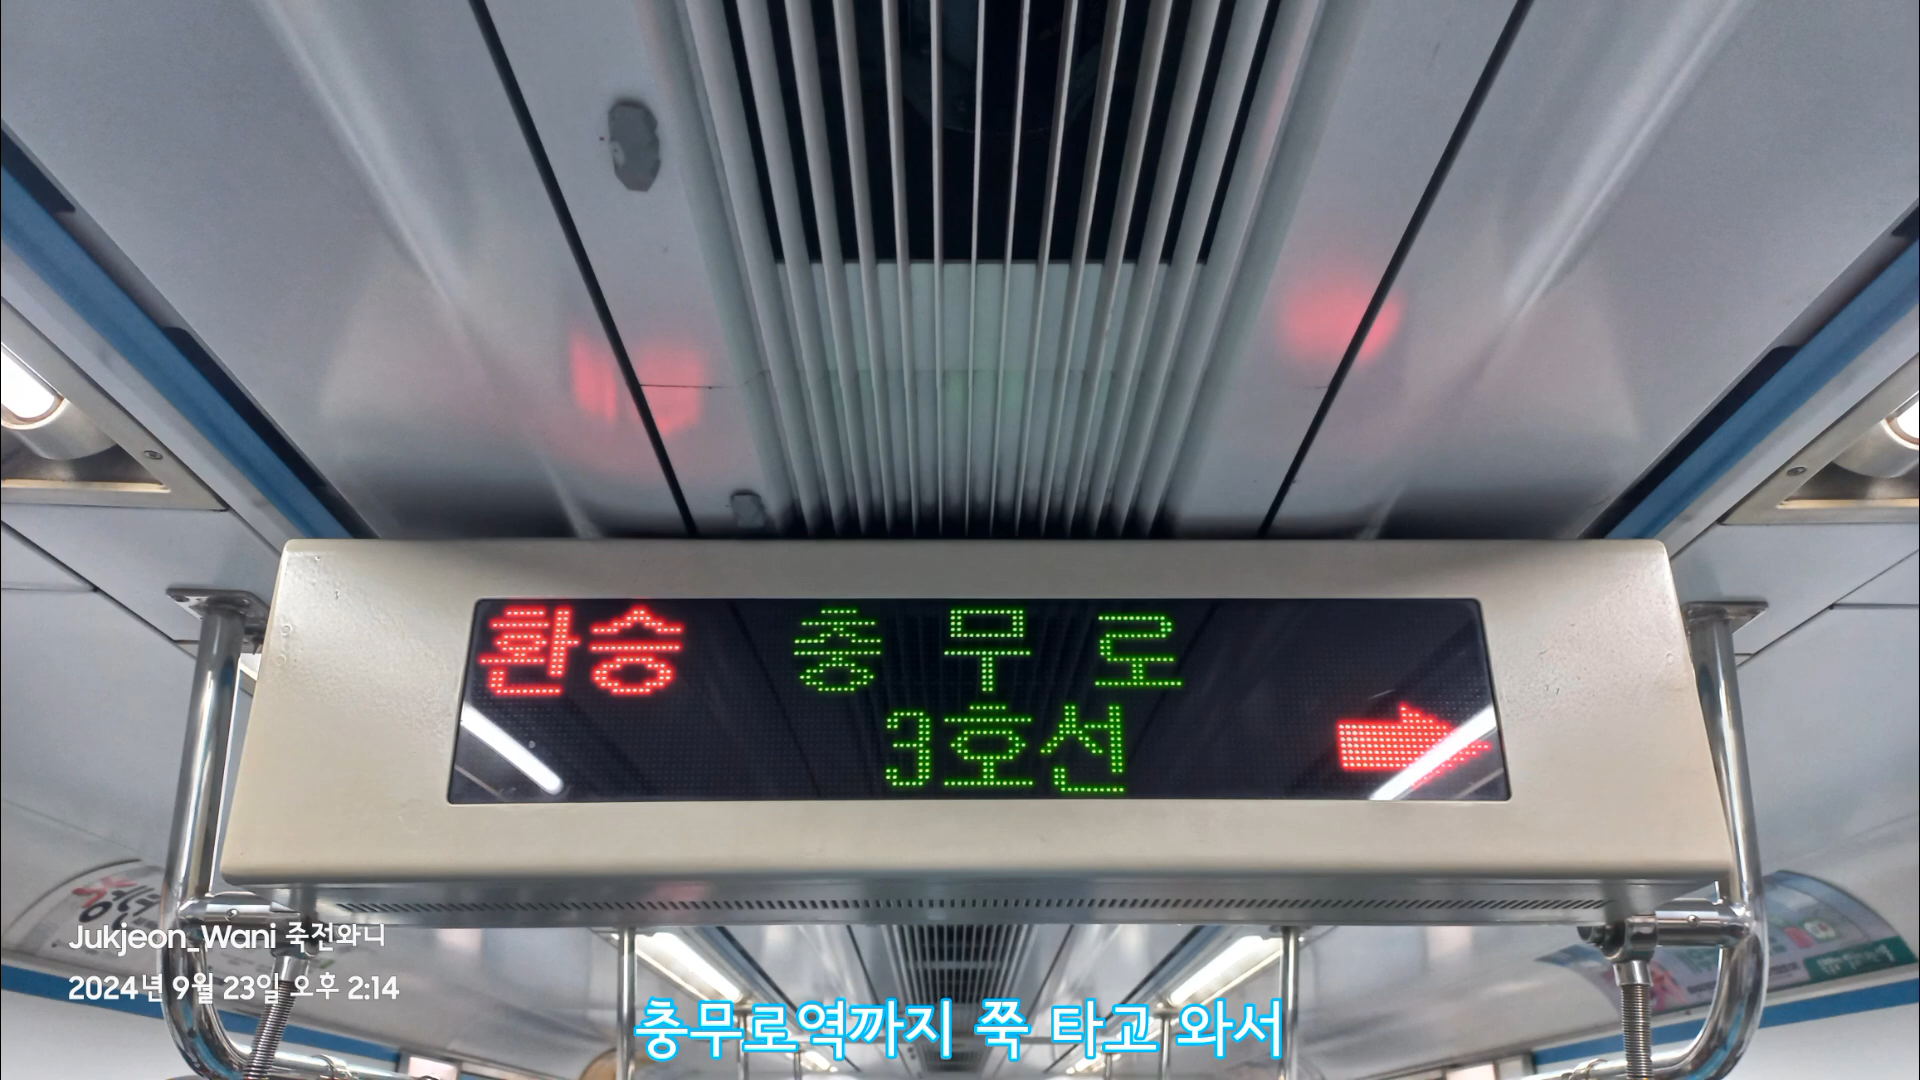 환승 충무로
3호선
Jukjeon_Wani 죽전와니
2024년 9월 23일 오후 2:14
충무로역까지 쭉 타고 와서